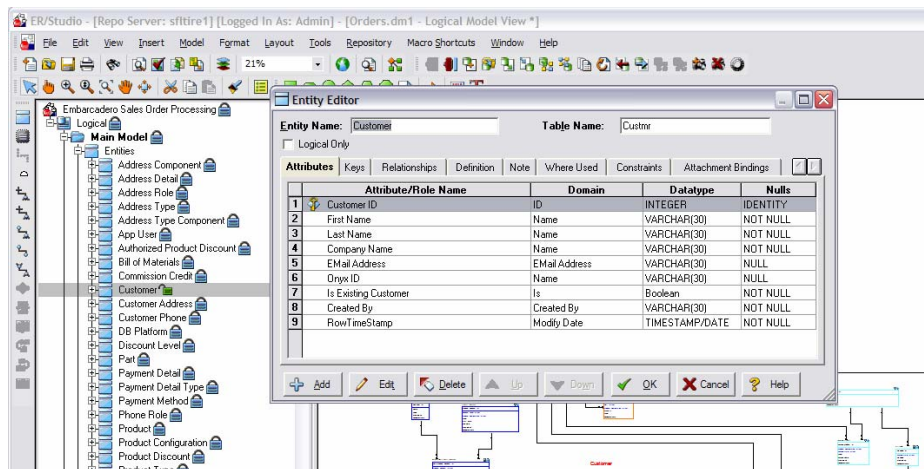 ER/Studio - [Repo Server: sfltire1] [Logged In As: Admin] - [Orders.dm1 - Logical Model View *]
File Edit View Insert Model Format Layout Tools Repository Macro Shortcuts Window Help
21%
Embarcadero Sales Order Processing
Logical
Main Model
Entities
Address Component
Address Detail
Address Role
Address Type
Address Type Component
App User
Authorized Product Discount
Bill of Materials
Commission Credit
Customer
Customer Address
Customer Phone
DB Platform
Discount Level
Part
Payment Detail
Payment Detail Type
Payment Method
Phone Role
Product
Product Configuration
Product Discount
Entity Editor
Entity Name: Customer Table Name: Custmr
Logical Only
Attributes Keys Relationships Definition Note Where Used Constraints Attachment Bindings
Attribute/Role Name Domain Datatype Nulls
1 Customer ID ID INTEGER IDENTITY
2 First Name Name VARCHAR(30) NOT NULL
3 Last Name Name VARCHAR(30) NOT NULL
4 Company Name Name VARCHAR(30) NOT NULL
5 EMail Address EMail Address VARCHAR(30) NULL
6 Onyx ID Name VARCHAR(30) NULL
7 Is Existing Customer Is Boolean NOT NULL
8 Created By Created By VARCHAR(30) NOT NULL
9 RowTimeStamp Modify Date TIMESTAMP/DATE NOT NULL
Add Edit Delete Up Down OK Cancel Help
Customer